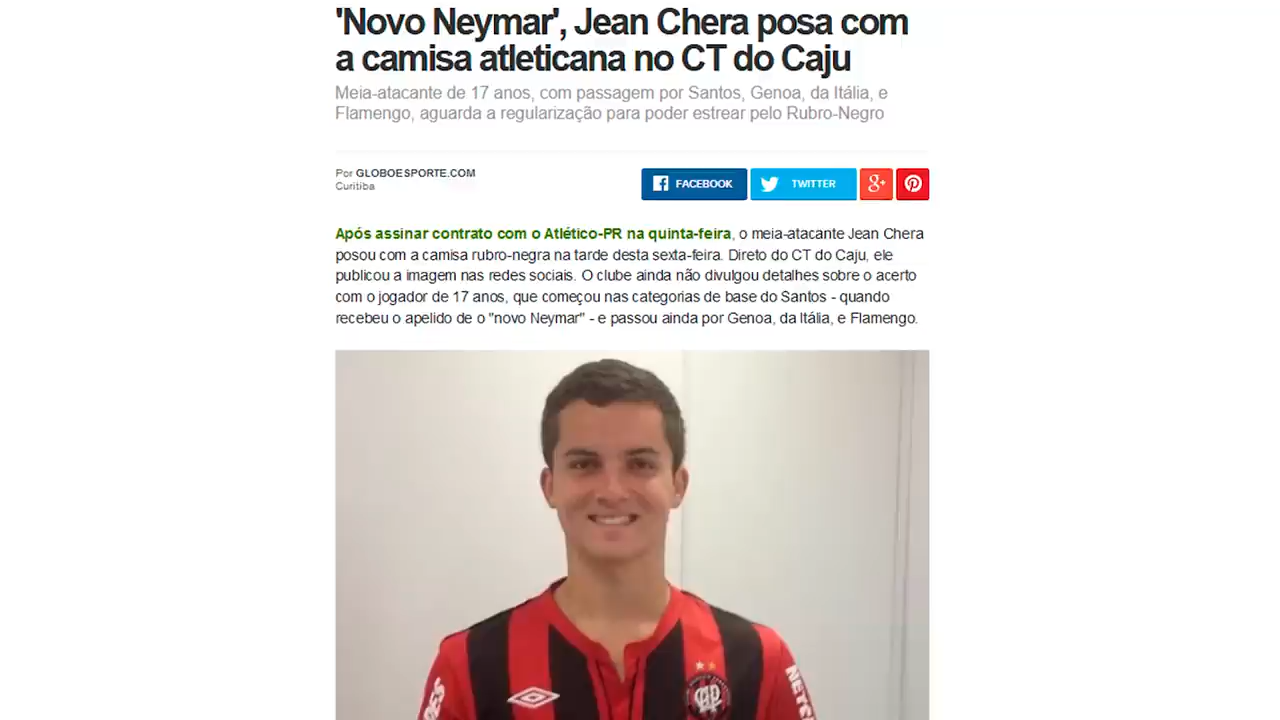 'Novo Neymar', Jean Chera posa com
a camisa atleticana no CT do Caju
Meia-atacante de 17 anos, com passagem por Santos, Genoa, da Itália, e
Flamengo, aguarda a regularização para poder estrear pelo Rubro-Negro
Por GLOBOESPORTE.COM
Curitiba
FACEBOOK
TWITTER
g+
Após assinar contrato com o Atlético-PR na quinta-feira, o meia-atacante Jean Chera
posou com a camisa rubro-negra na tarde desta sexta-feira. Direto do CT do Caju, ele
publicou a imagem nas redes sociais. O clube ainda não divulgou detalhes sobre o acerto
com o jogador de 17 anos, que começou nas categorias de base do Santos - quando
recebeu o apelido de o "novo Neymar" - e passou ainda por Genoa, da Itália, e Flamengo.